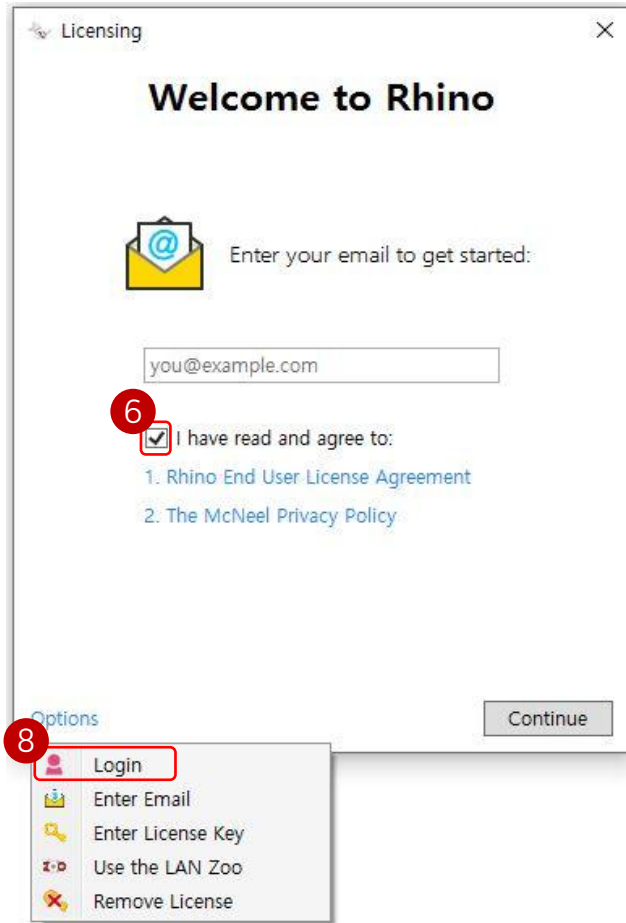 Licensing
Welcome to Rhino
@
Enter your email to get started:
you@example.com
6
I have read and agree to:
1. Rhino End User License Agreement
2. The McNeel Privacy Policy
Options
Continue
8
Login
Enter Email
Enter License Key
Use the LAN Zoo
Remove License